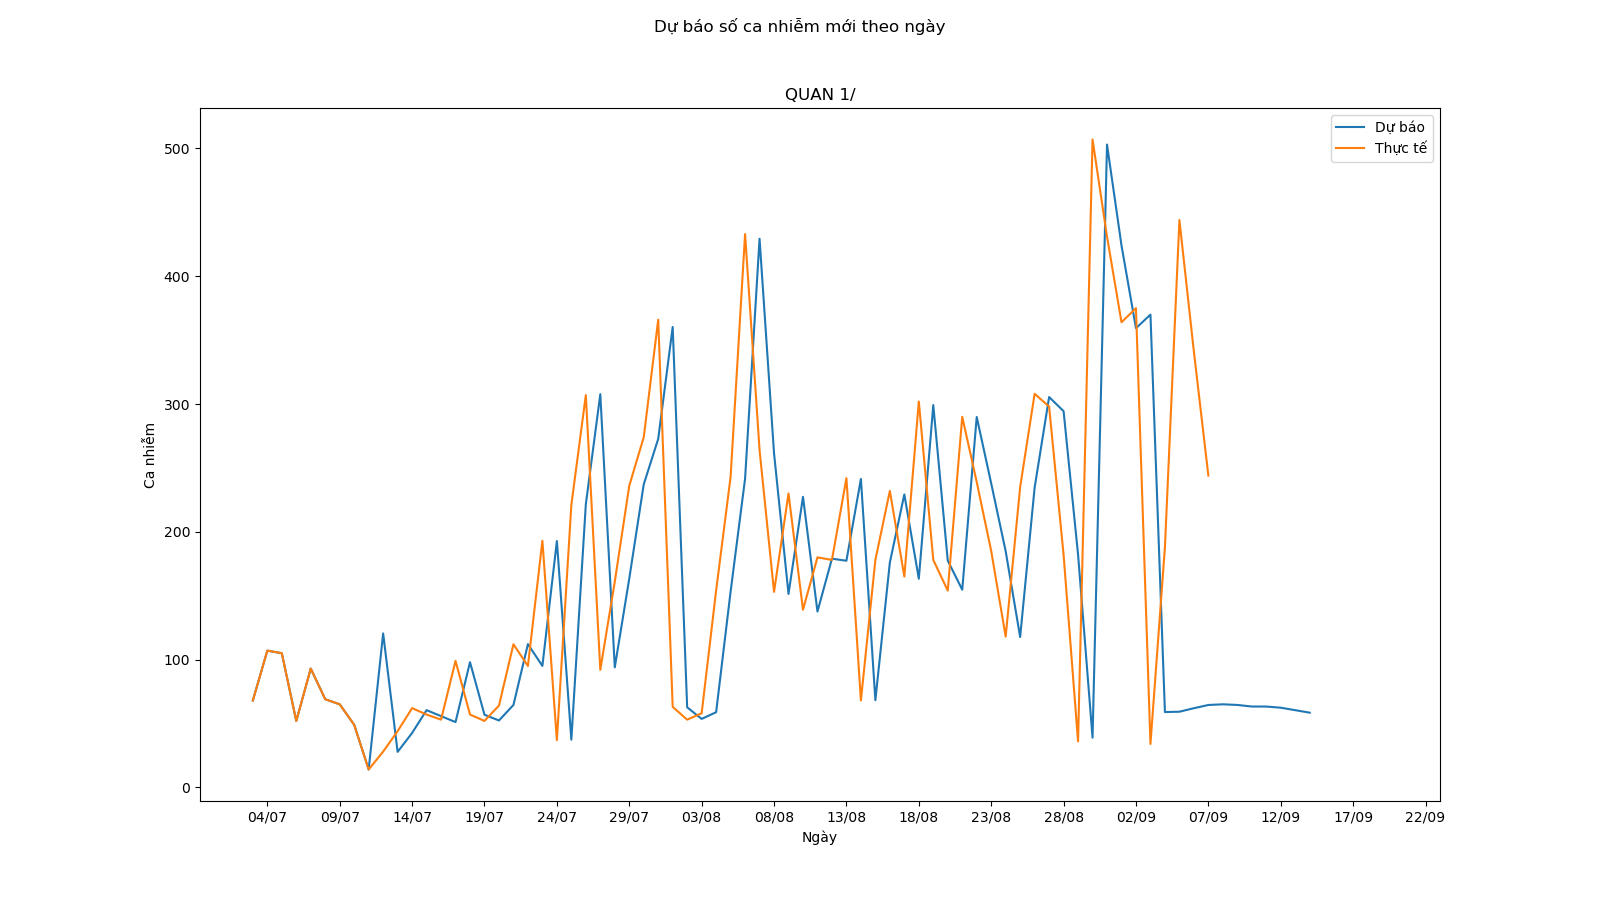 Dự báo số ca nhiễm mới theo ngày
QUAN 1/
Dự báo
Thực tế
500
400
300
200
100
0
Ca nhiễm
04/07 09/07 14/07 19/07 24/07 29/07 03/08 08/08 13/08 18/08 23/08 28/08 02/09 07/09 12/09 17/09 22/09
Ngày